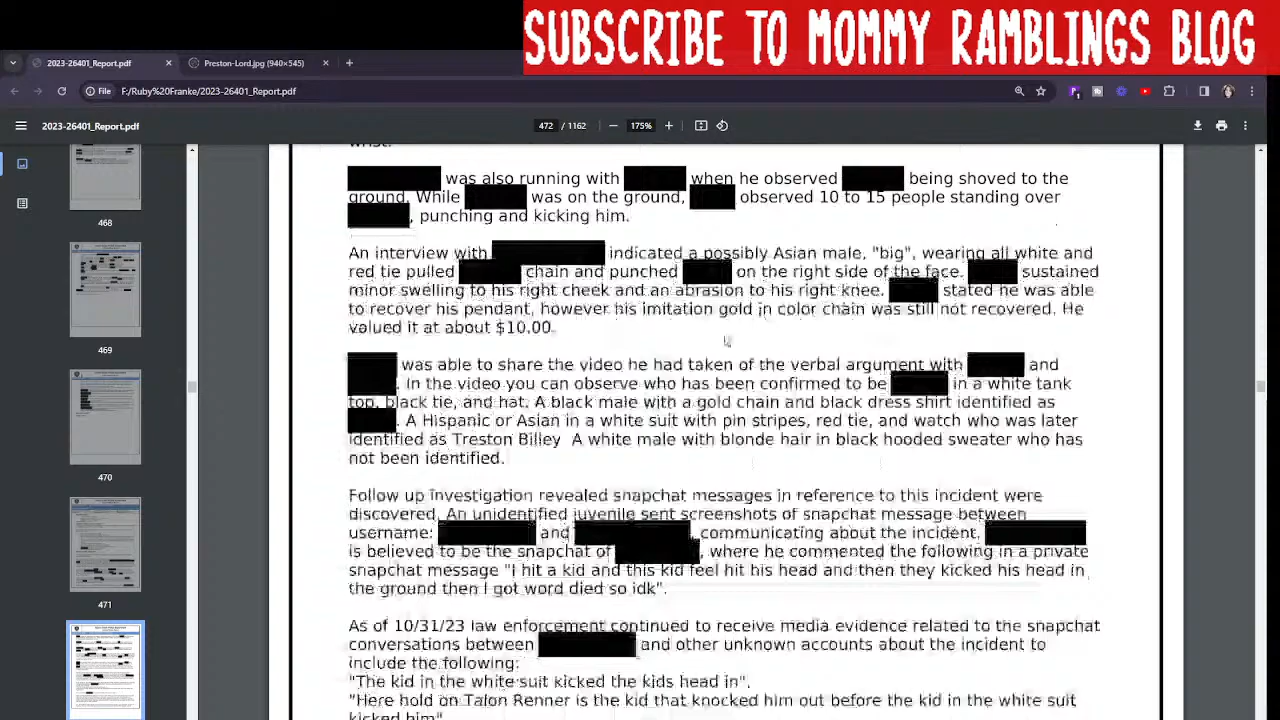 SUBSCRIBE TO MOMMY RAMBLINGS BLOG
2023-26401_Report.pdf
Preston-Lord.jpg (940×545)
File
F:/Ruby%20Franke/2023-26401_Report.pdf
2023-26401_Report.pdf
472 / 1162
175%
468
469
470
471
wrist.
was also running with when he observed being shoved to the
ground. While was on the ground, observed 10 to 15 people standing over
, punching and kicking him.
An interview with indicated a possibly Asian male, "big", wearing all white and
red tie pulled chain and punched on the right side of the face. sustained
minor swelling to his right cheek and an abrasion to his right knee. stated he was able
to recover his pendant, however his imitation gold in color chain was still not recovered. He
valued it at about $10.00.
was able to share the video he had taken of the verbal argument with and
. In the video you can observe who has been confirmed to be in a white tank
top, black tie, and hat. A black male with a gold chain and black dress shirt identified as
. A Hispanic or Asian in a white suit with pin stripes, red tie, and watch who was later
identified as Treston Billey A white male with blonde hair in black hooded sweater who has
not been identified.
Follow up investigation revealed snapchat messages in reference to this incident were
discovered. An unidentified juvenile sent screenshots of snapchat message between
username: and , communicating about the incident.
is believed to be the snapchat of , where he commented the following in a private
snapchat message "i hit a kid and this kid feel hit his head and then they kicked his head in
the ground then I got word died so idk".
As of 10/31/23 law enforcement continued to receive media evidence related to the snapchat
conversations between and other unknown accounts about the incident to
include the following:
"The kid in the white suit kicked the kids head in".
"Here hold on Talon Renner is the kid that knocked him out before the kid in the white suit
kicked him"